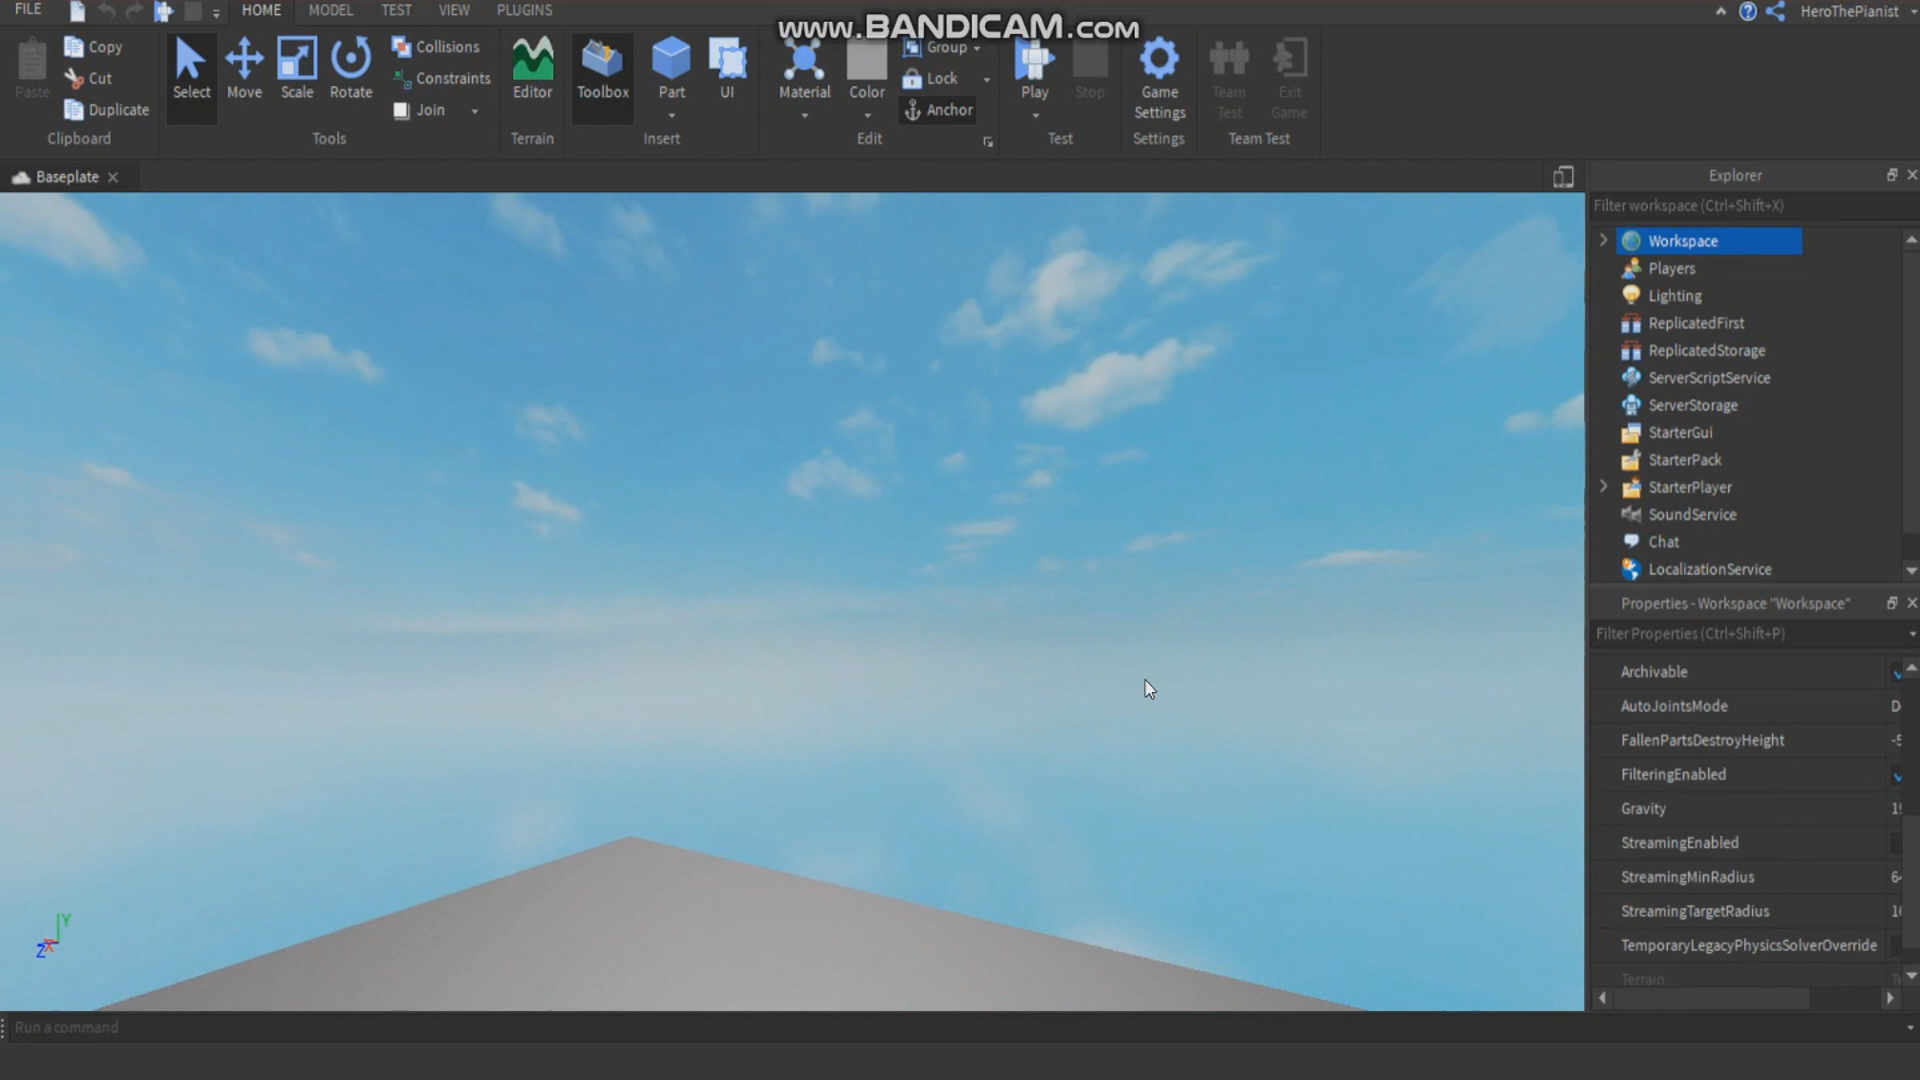 FILE HOME MODEL TEST VIEW PLUGINS
www.BANDICAM.com
HeroThePianist
Paste
Copy
Cut
Duplicate
Clipboard
Select
Move
Scale
Rotate
Collisions
Constraints
Join
Tools
Editor
Terrain
Toolbox
Part
UI
Insert
Material
Color
Group
Lock
Anchor
Edit
Play
Stop
Test
Game
Settings
Settings
Team
Test
Exit
Game
Team Test
Baseplate
Explorer
Filter workspace (Ctrl+Shift+X)
Workspace
Players
Lighting
ReplicatedFirst
ReplicatedStorage
ServerScriptService
ServerStorage
StarterGui
StarterPack
StarterPlayer
SoundService
Chat
LocalizationService
Properties - Workspace "Workspace"
Filter Properties (Ctrl+Shift+P)
Archivable
AutoJointsMode
FallenPartsDestroyHeight
FilteringEnabled
Gravity
StreamingEnabled
StreamingMinRadius
StreamingTargetRadius
TemporaryLegacyPhysicsSolverOverride
Terrain
Y
Z X
Run a command